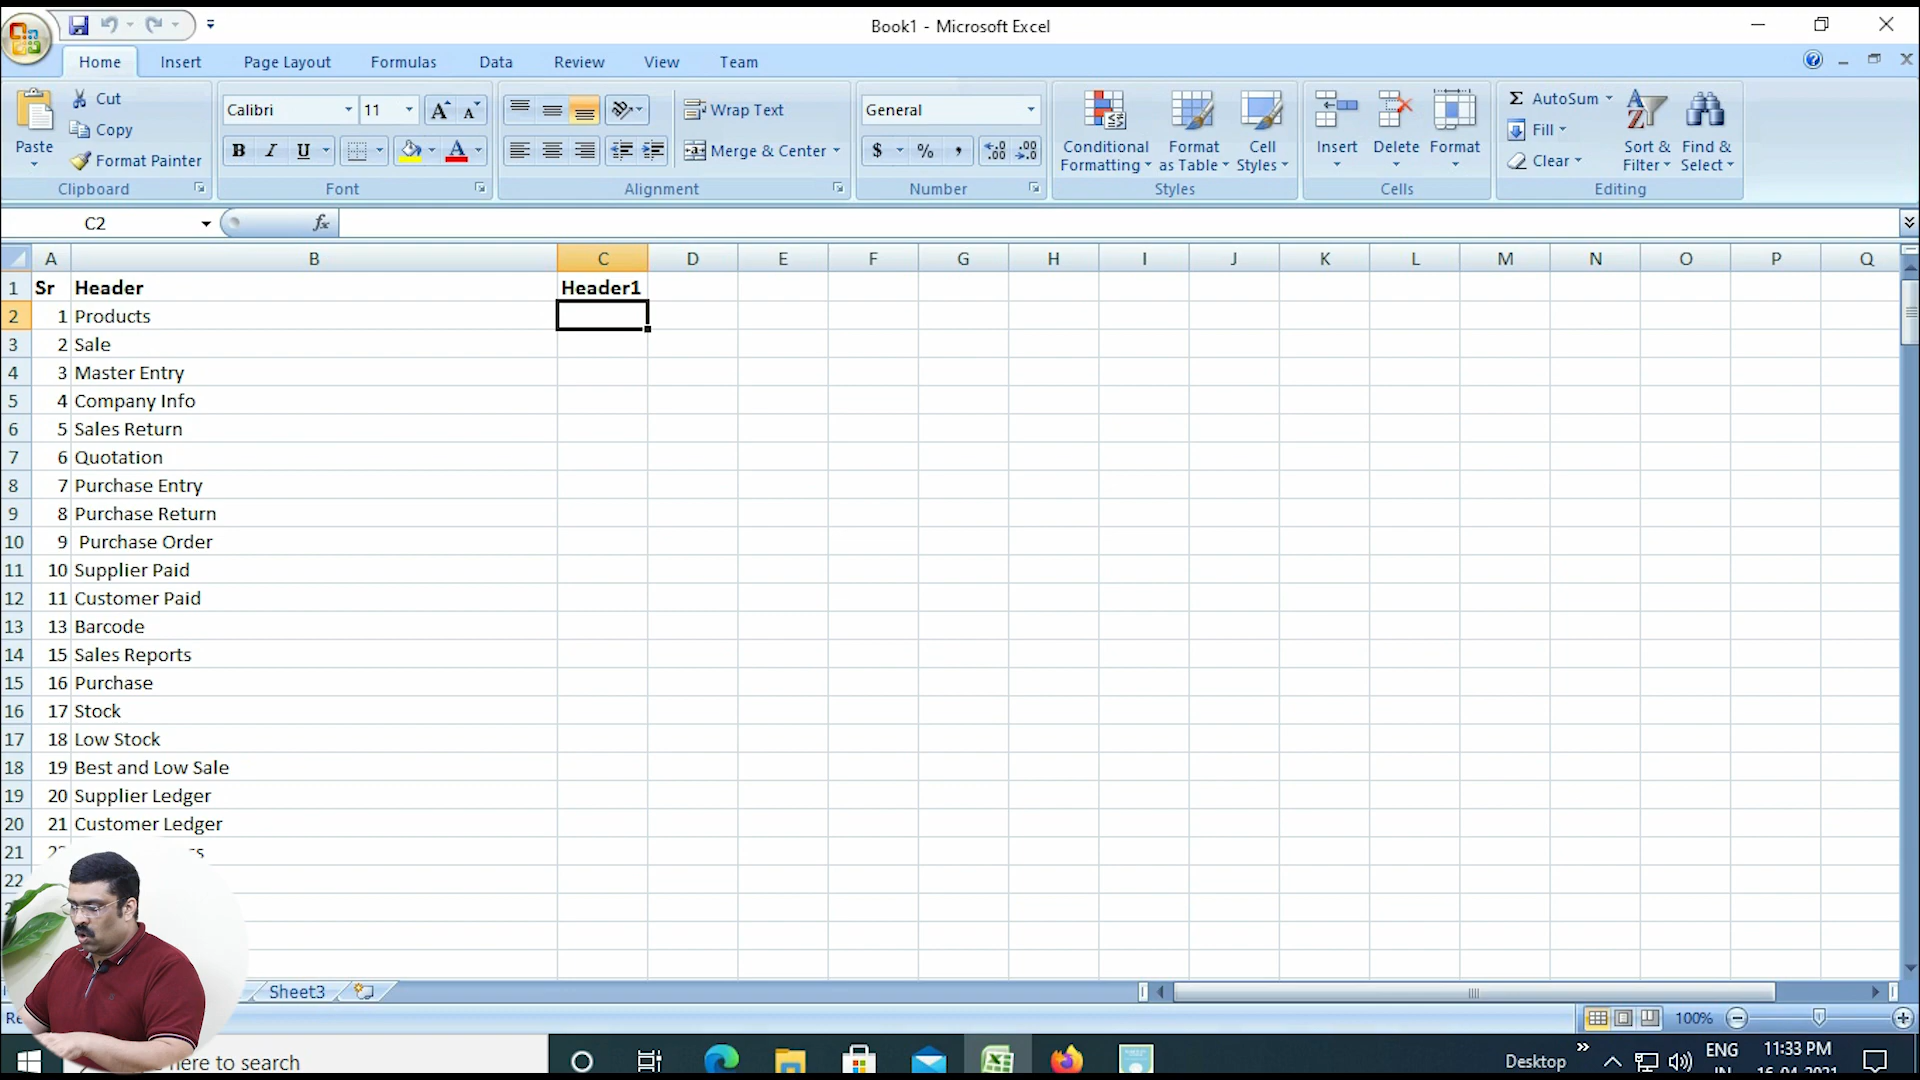 Book1 - Microsoft Excel
Home Insert Page Layout Formulas Data Review View Team
Paste
Cut
Copy
Format Painter
Clipboard
Calibri 11
B I U A
Font
Wrap Text
Merge & Center
Alignment
General
$ % ,
Number
Conditional Formatting
Format as Table
Cell Styles
Styles
Insert Delete Format
Cells
Σ AutoSum
Fill
Clear
Sort & Filter
Find & Select
Editing
C2 fx
A B C D E F G H I J K L M N O P Q
1 Sr Header Header1
2 1 Products
3 2 Sale
4 3 Master Entry
5 4 Company Info
6 5 Sales Return
7 6 Quotation
8 7 Purchase Entry
9 8 Purchase Return
10 9 Purchase Order
11 10 Supplier Paid
12 11 Customer Paid
13 13 Barcode
14 15 Sales Reports
15 16 Purchase
16 17 Stock
17 18 Low Stock
18 19 Best and Low Sale
19 20 Supplier Ledger
20 21 Customer Ledger
21
22
Sheet3
100%
here to search
Desktop
ENG
11:33 PM